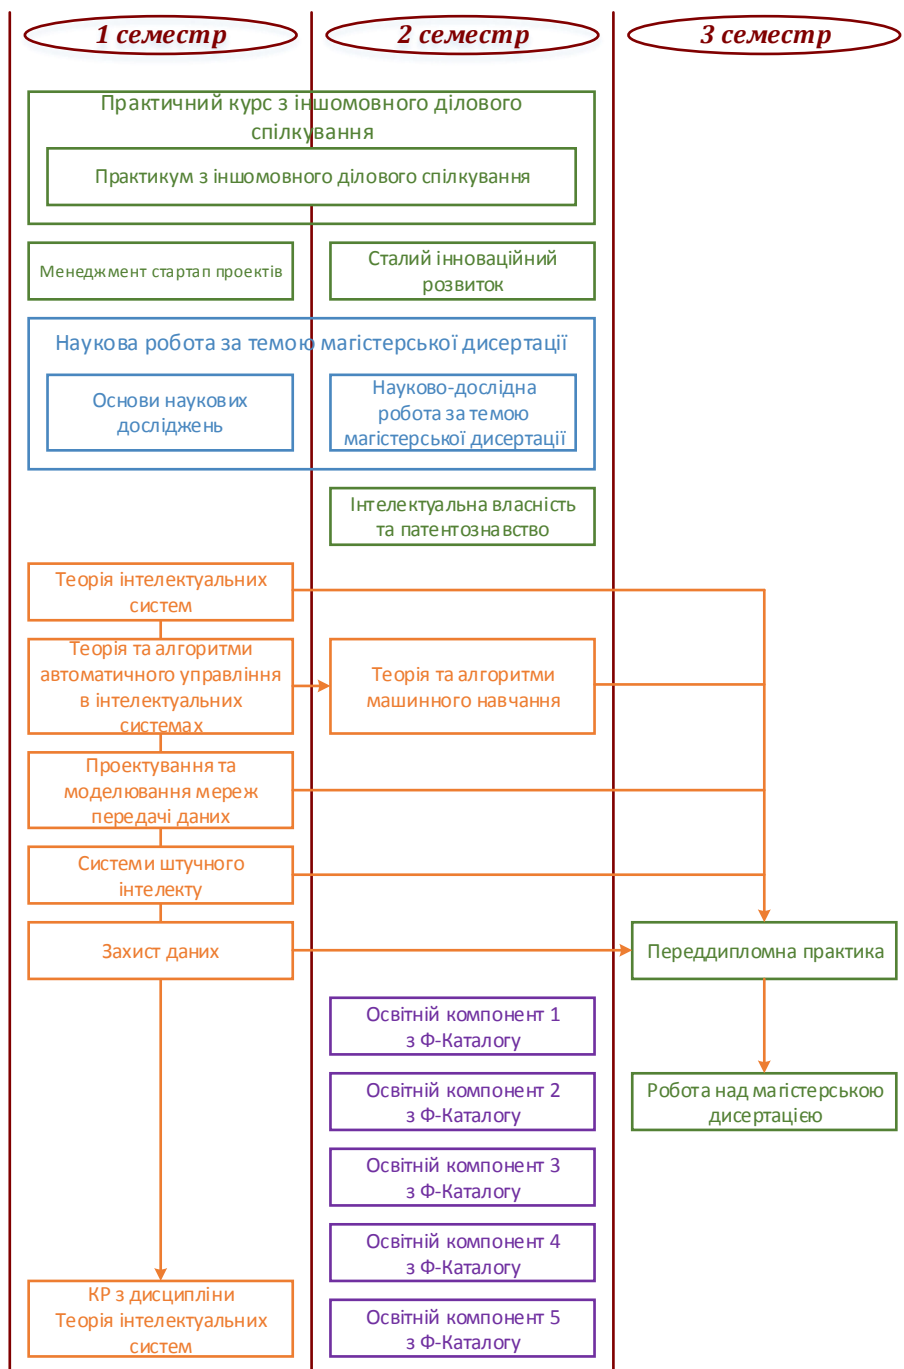 1 семестр
2 семестр
3 семестр
Практичний курс з іншомовного ділового
спілкування
Практикум з іншомовного ділового спілкування
Менеджмент стартап проектів
Сталий інноваційний
розвиток
Наукова робота за темою магістерської дисертації
Основи наукових
досліджень
Науково-дослідна
робота за темою
магістерської дисертації
Інтелектуальна власність
та патентознавство
Теорія інтелектуальних
систем
Теорія та алгоритми
автоматичного управління
в інтелектуальних
системах
Теорія та алгоритми
машинного навчання
Проектування та
моделювання мереж
передачі даних
Системи штучного
інтелекту
Захист даних
Переддипломна практика
Освітній компонент 1
з Ф-Каталогу
Освітній компонент 2
з Ф-Каталогу
Робота над магістерською
дисертацією
Освітній компонент 3
з Ф-Каталогу
Освітній компонент 4
з Ф-Каталогу
КР з дисципліни
Теорія інтелектуальних
систем
Освітній компонент 5
з Ф-Каталогу